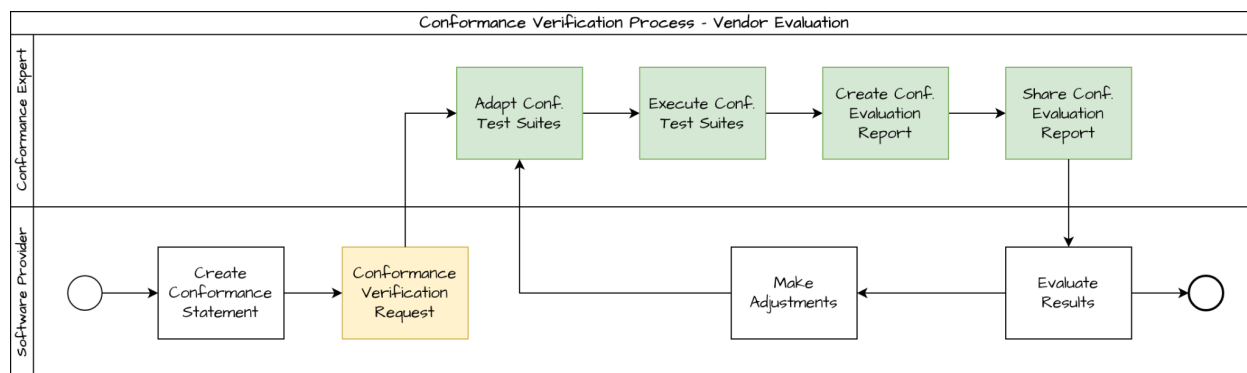 Conformance Verification Process - Vendor Evaluation
Conformance Expert
Adapt Conf.
Test Suites
Execute Conf.
Test Suites
Create Conf.
Evaluation
Report
Share Conf.
Evaluation
Report
Software Provider
Create
Conformance
Statement
Conformance
Verification
Request
Make
Adjustments
Evaluate
Results